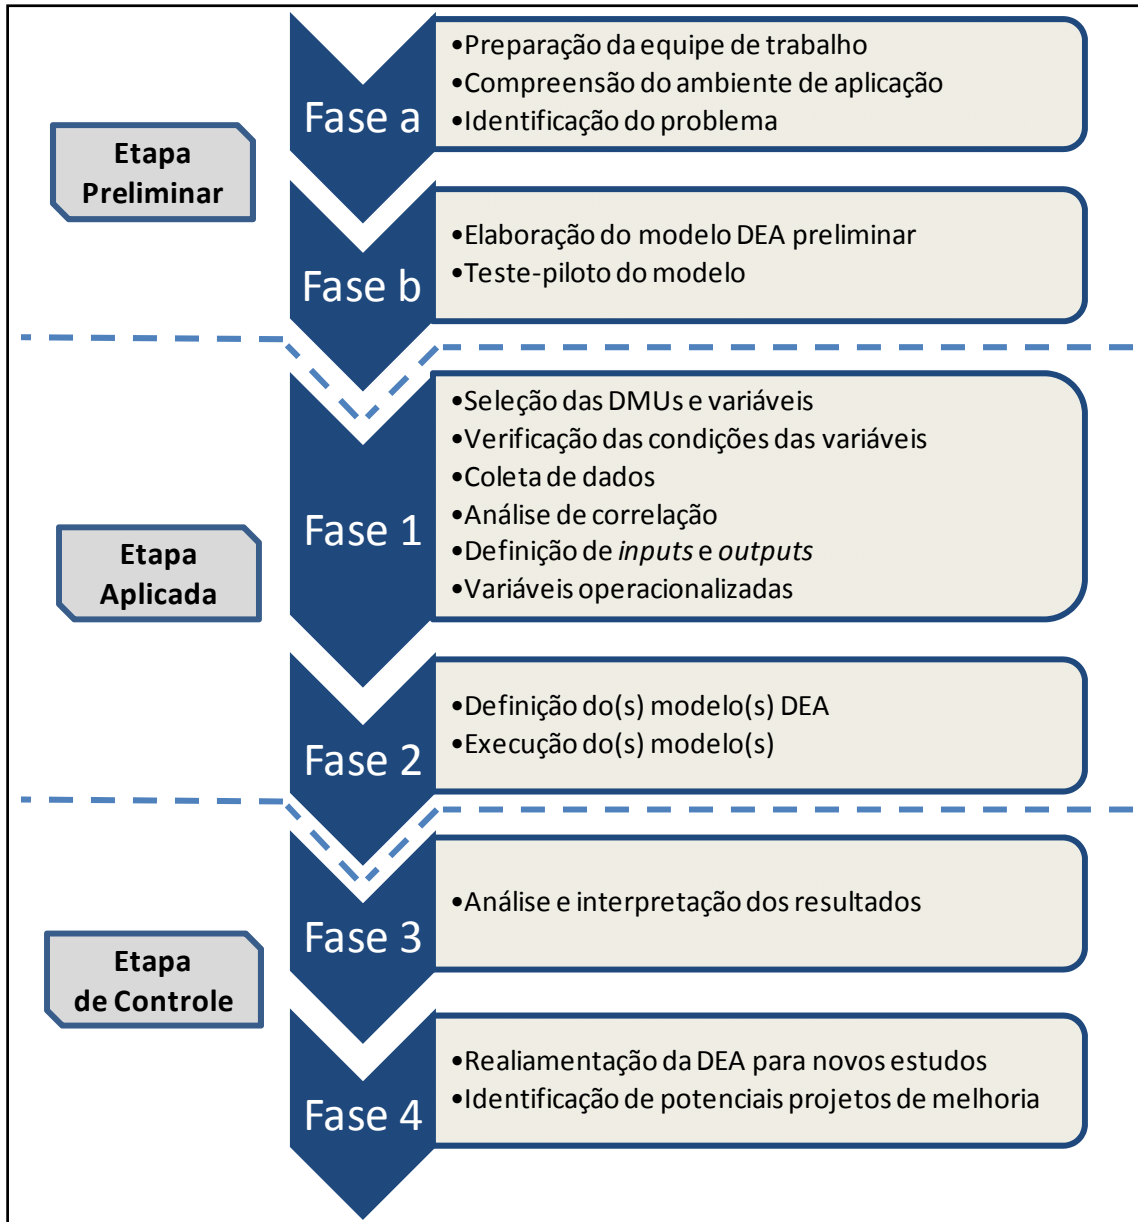 Etapa
Preliminar
Fase a
•Preparação da equipe de trabalho
•Compreensão do ambiente de aplicação
•Identificação do problema
Fase b
•Elaboração do modelo DEA preliminar
•Teste-piloto do modelo
Etapa
Aplicada
Fase 1
•Seleção das DMUs e variáveis
•Verificação das condições das variáveis
•Coleta de dados
•Análise de correlação
•Definição de inputs e outputs
•Variáveis operacionalizadas
Fase 2
•Definição do(s) modelo(s) DEA
•Execução do(s) modelo(s)
Etapa
de Controle
Fase 3
•Análise e interpretação dos resultados
Fase 4
•Realiamentação da DEA para novos estudos
•Identificação de potenciais projetos de melhoria